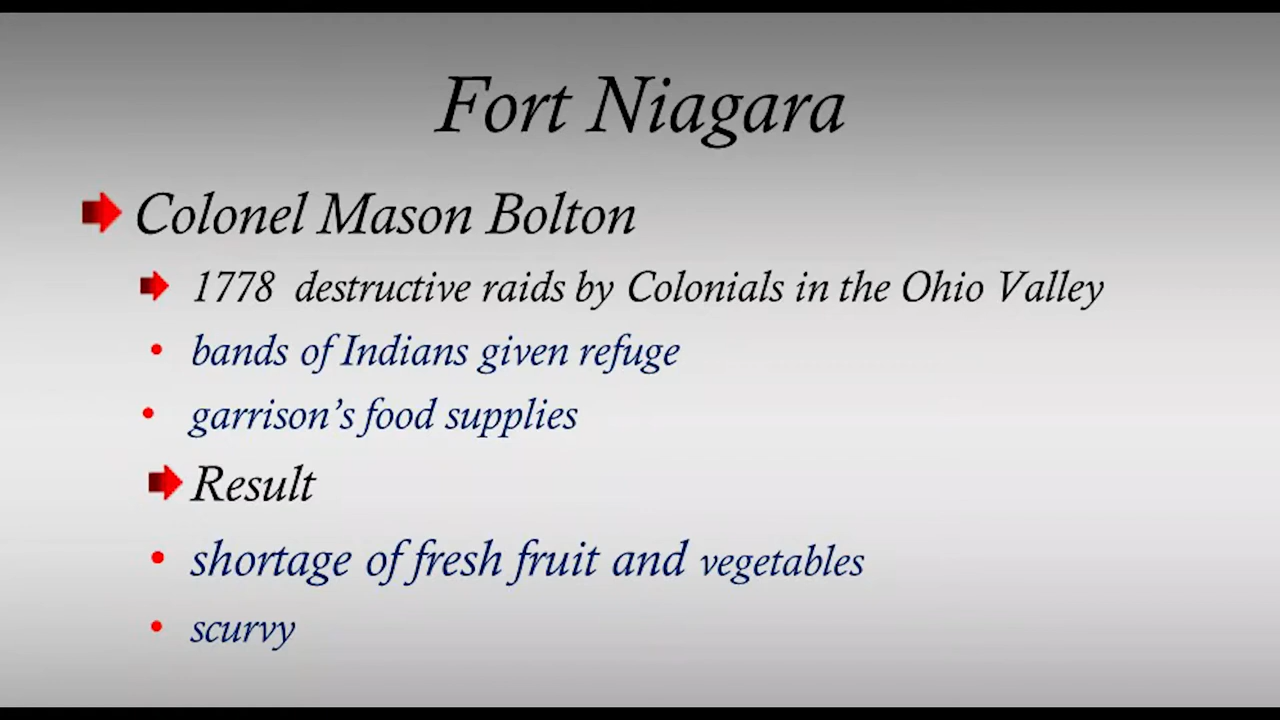 Fort Niagara
Colonel Mason Bolton
1778 destructive raids by Colonials in the Ohio Valley
bands of Indians given refuge
garrison's food supplies
Result
shortage of fresh fruit and vegetables
scurvy